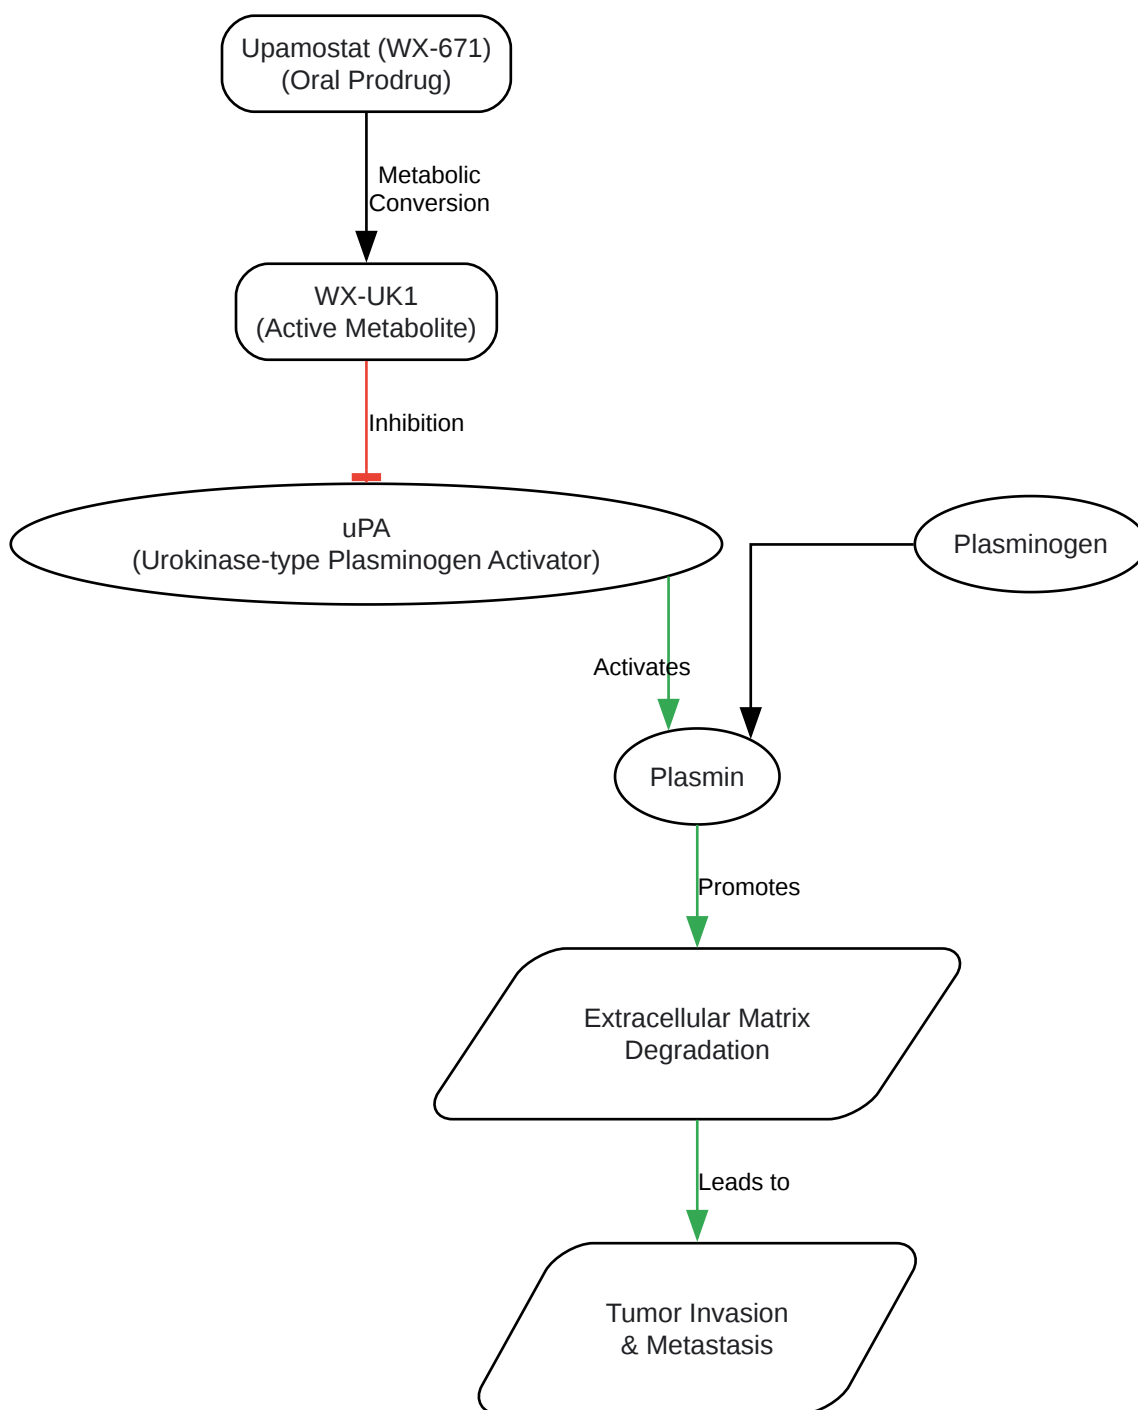 Upamostat (WX-671)
(Oral Prodrug)
Metabolic
Conversion
WX-UK1
(Active Metabolite)
Inhibition
uPA
(Urokinase-type Plasminogen Activator)
Plasminogen
Activates
Plasmin
Promotes
Extracellular Matrix
Degradation
Leads to
Tumor Invasion
& Metastasis